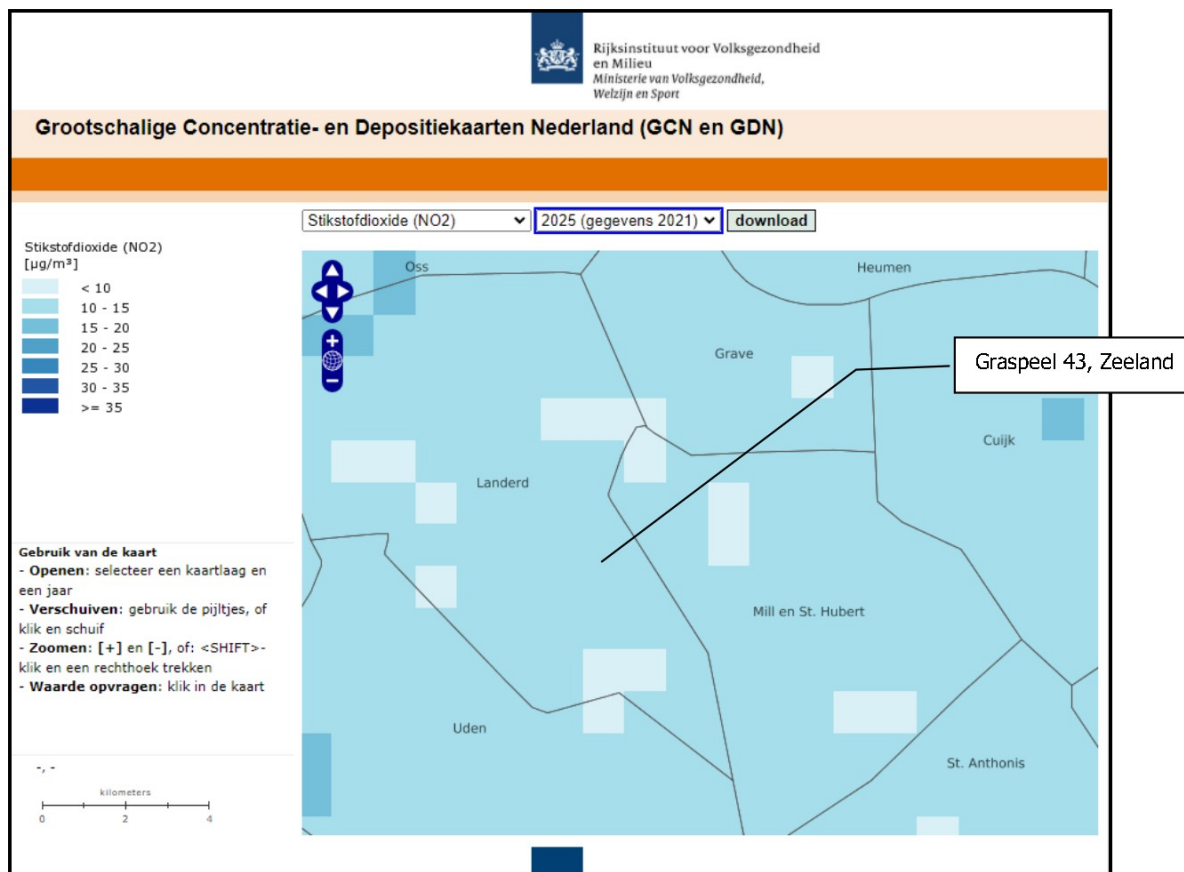 Rijksinstituut voor Volksgezondheid
en Milieu
Ministerie van Volksgezondheid,
Welzijn en Sport
Grootschalige Concentratie- en Depositiekaarten Nederland (GCN en GDN)
Stikstofdioxide (NO2)
2025 (gegevens 2021)
download
Stikstofdioxide (NO2)
[µg/m³]
< 10
10 - 15
15 - 20
20 - 25
25 - 30
30 - 35
>= 35
Oss
Heumen
Grave
Graspeel 43, Zeeland
Cuijk
Landerd
Mill en St. Hubert
Uden
St. Anthonis
Gebruik van de kaart
- Openen: selecteer een kaartlaag en
een jaar
- Verschuiven: gebruik de pijltjes, of
klik en schuif
- Zoomen: [+] en [-], of: <SHIFT>-
klik en een rechthoek trekken
- Waarde opvragen: klik in de kaart
-, -
kilometers
0 2 4